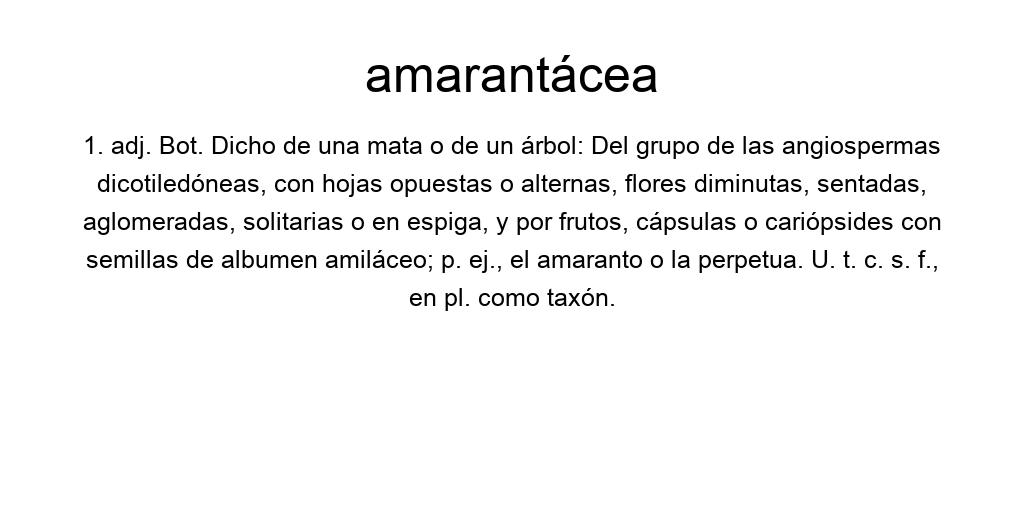 amarantácea
1. adj. Bot. Dicho de una mata o de un árbol: Del grupo de las angiospermas
dicotiledóneas, con hojas opuestas o alternas, flores diminutas, sentadas,
aglomeradas, solitarias o en espiga, y por frutos, cápsulas o cariópsides con
semillas de albumen amiláceo; p. ej., el amaranto o la perpetua. U. t. c. s. f.,
en pl. como taxón.